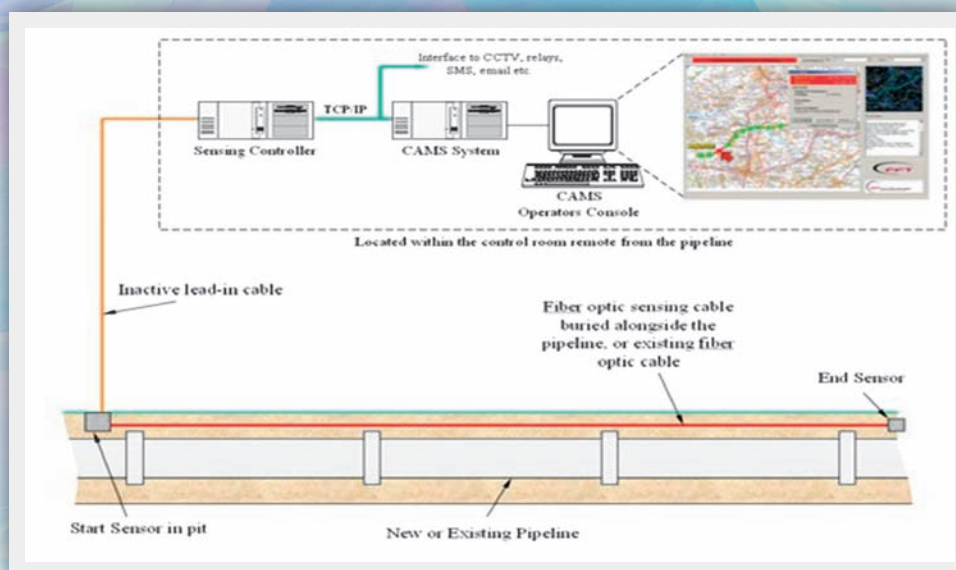 Interface to CCTV, relays,
SMS, email etc.
TCP/IP
Sensing Controller
CAMS System
CAMS
Operators Console
Located within the control room remote from the pipeline
Inactive lead-in cable
Fiber optic sensing cable
buried alongside the
pipeline, or existing fiber
optic cable
End Sensor
Start Sensor in pit
New or Existing Pipeline